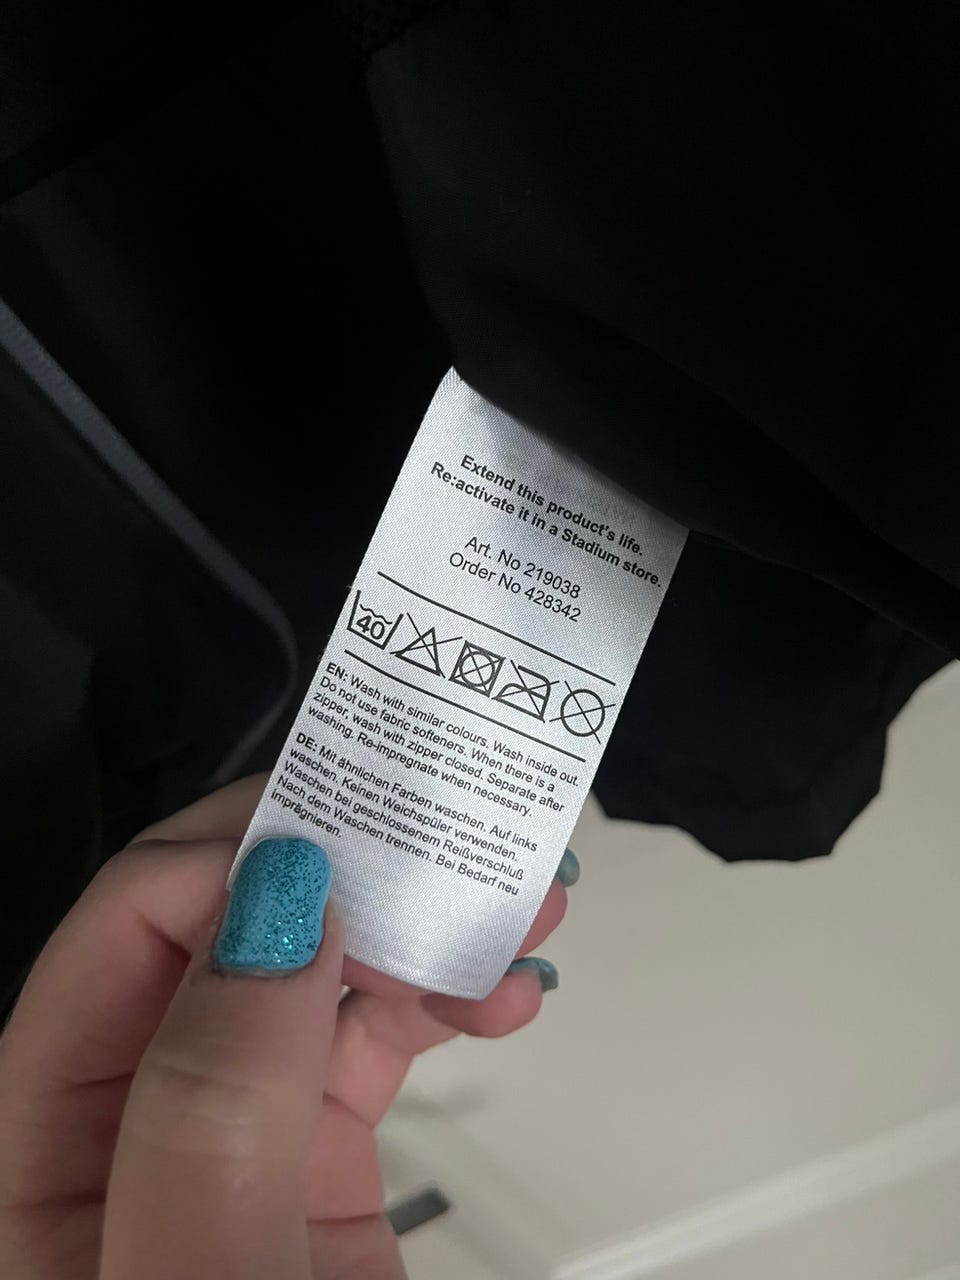 Extend this product's life.
Re:activate it in a Stadium store.
Art. No 219038
Order No 428342
40
EN: Wash with similar colours. Wash inside out.
Do not use fabric softeners. When there is a
zipper, wash with zipper closed. Separate after
washing. Re-impregnate when necessary.
DE: Mit ähnlichen Farben waschen. Auf links
waschen. Keinen Weichspüler verwenden.
Waschen bei geschlossenem Reißverschluß
Nach dem Waschen trennen. Bei Bedarf neu
Imprägnieren.